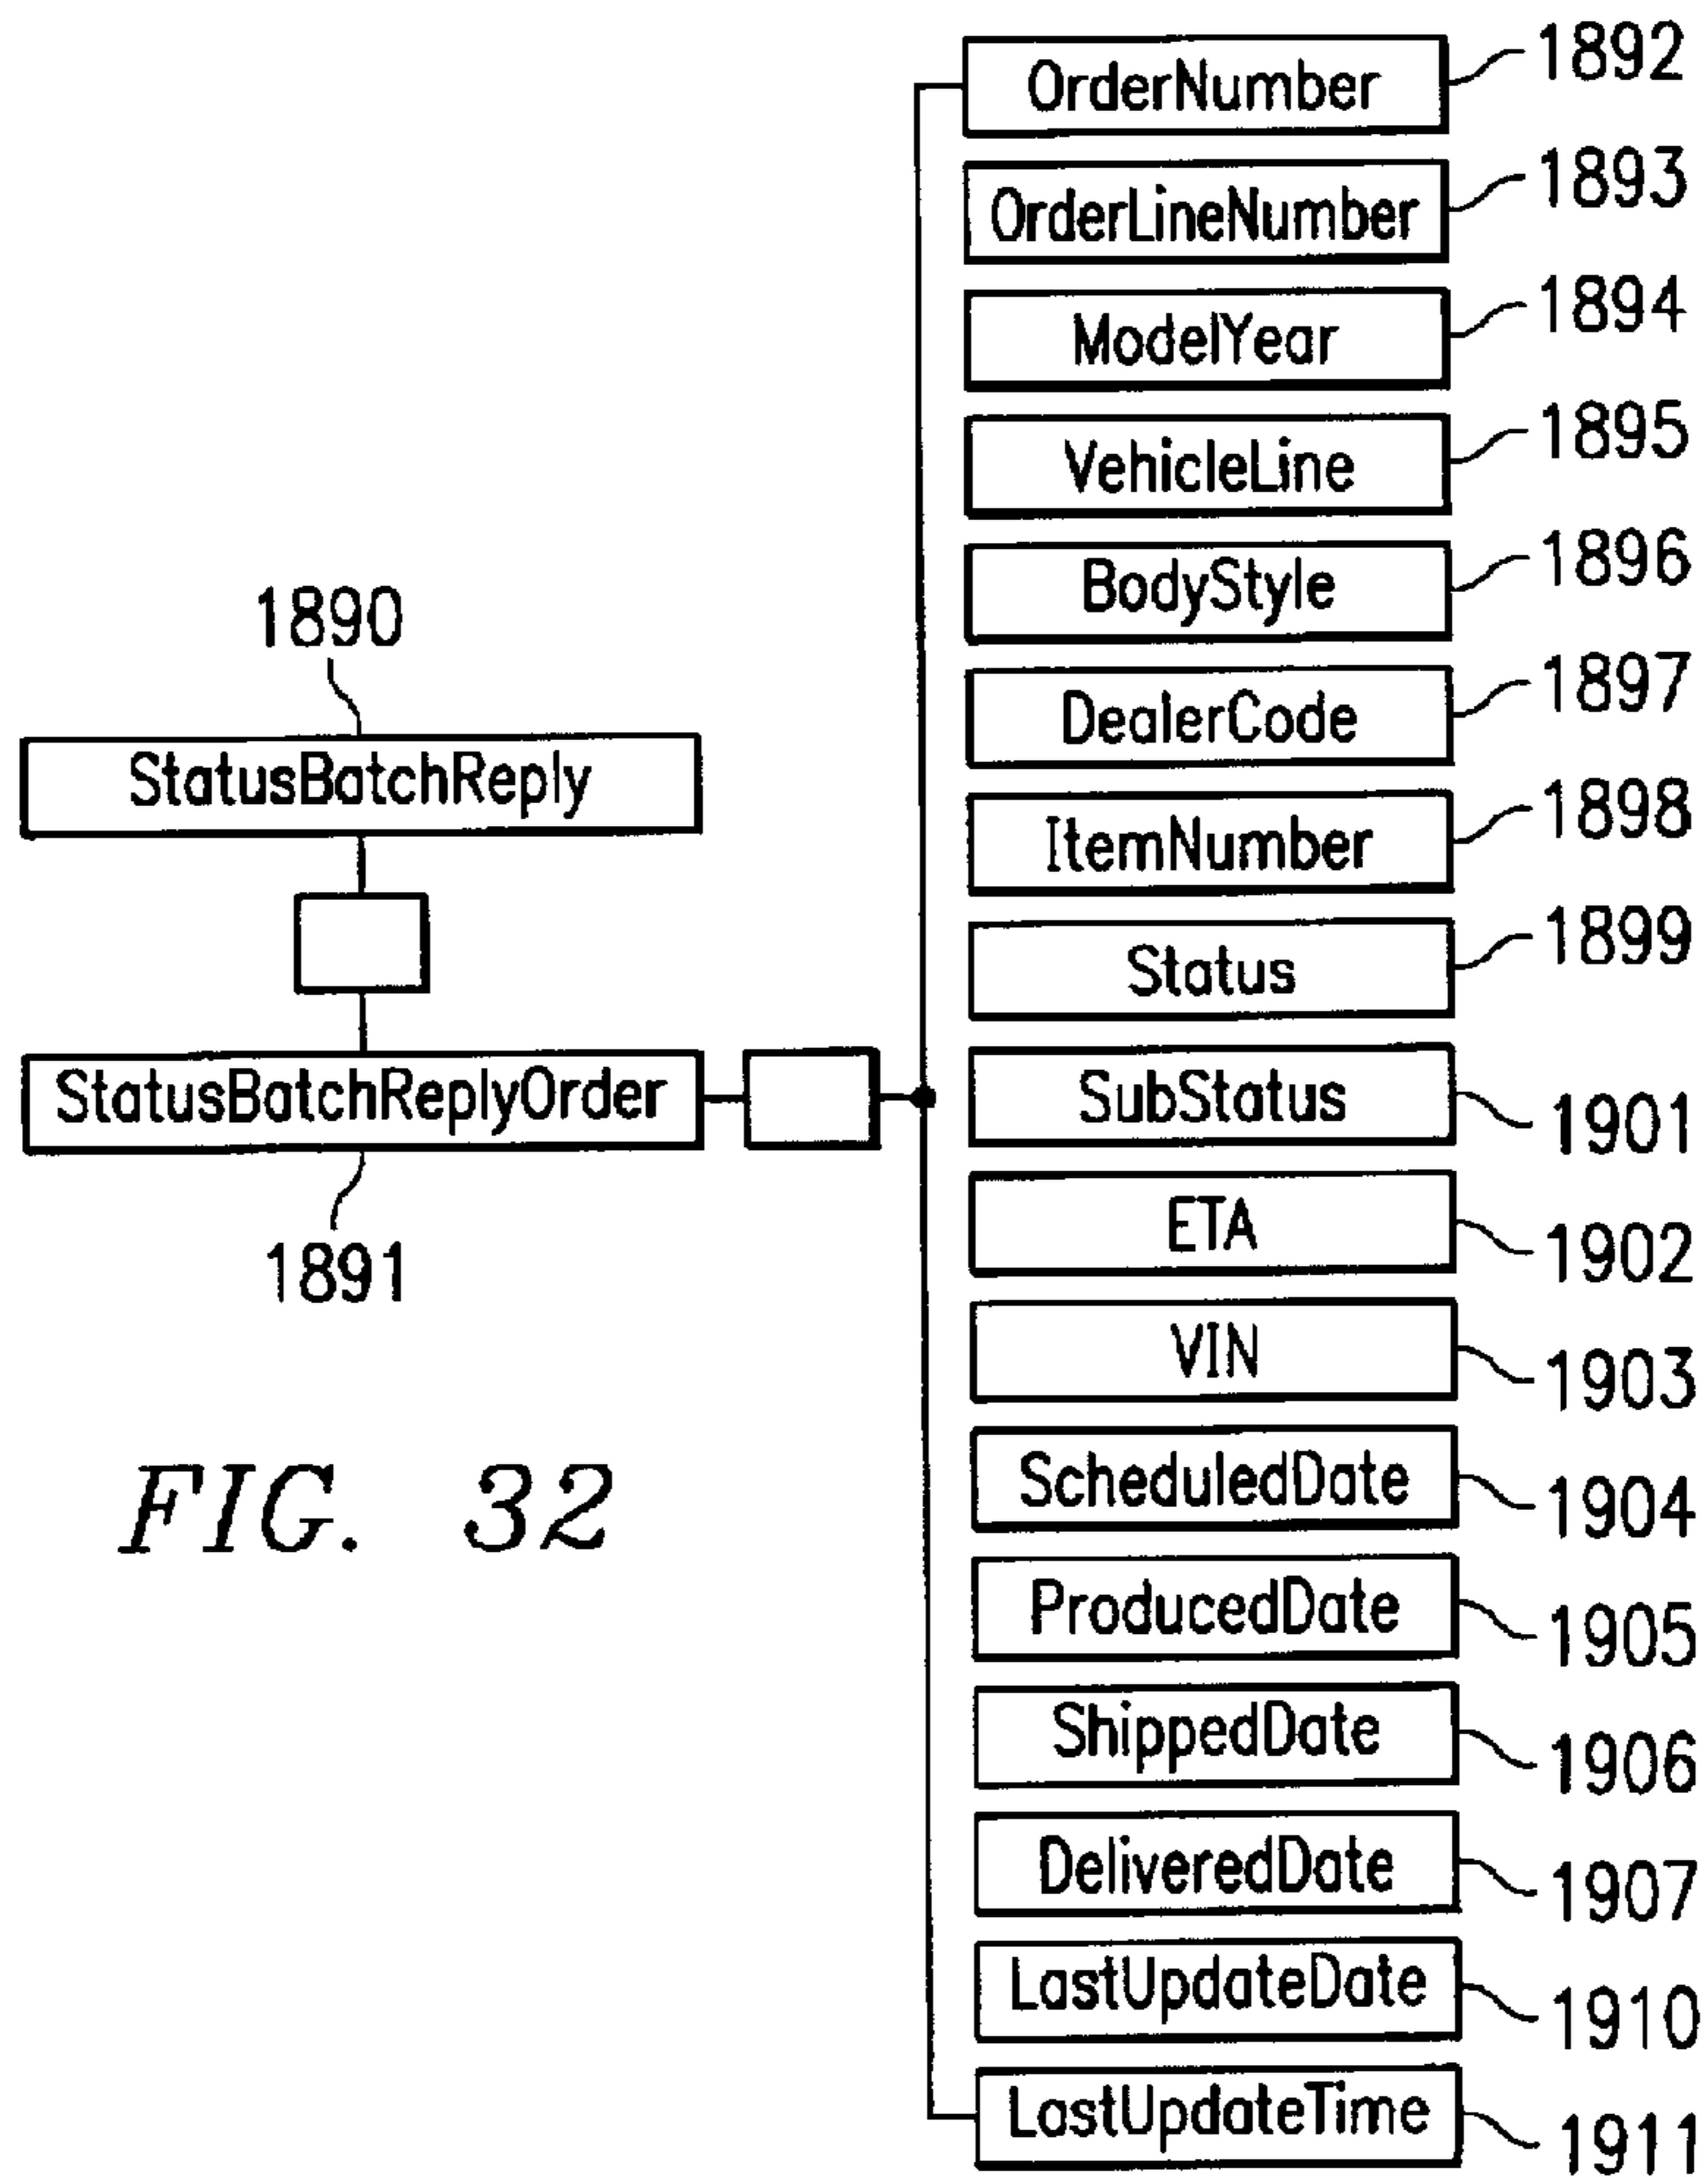 1890
StatusBatchReply
StatusBatchReplyOrder
1891
OrderNumber 1892
OrderLineNumber 1893
ModelYear 1894
VehicleLine 1895
BodyStyle 1896
DealerCode 1897
ItemNumber 1898
Status 1899
SubStatus 1901
ETA 1902
VIN 1903
ScheduledDate 1904
ProducedDate 1905
ShippedDate 1906
DeliveredDate 1907
LastUpdateDate 1910
LastUpdateTime 1911
FIG. 32